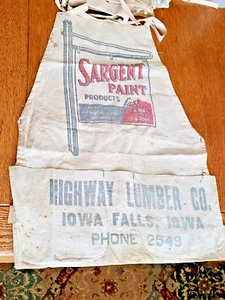 SARGENT
PAINT
PRODUCTS
HIGHWAY LUMBER CO.
IOWA FALLS, IOWA
PHONE 2549